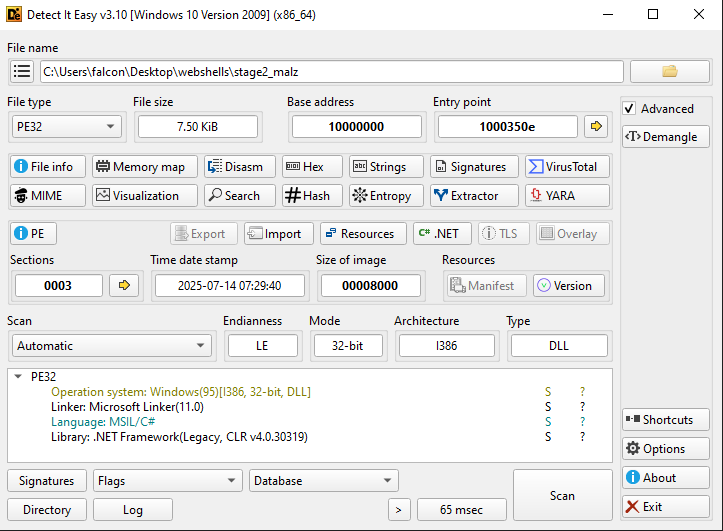 Detect It Easy v3.10 [Windows 10 Version 2009] (x86_64)
File name
C:\Users\falcon\Desktop\webshells\stage2_malz
File type File size Base address Entry point Advanced
PE32 7.50 KiB 10000000 1000350e
Demangle
File info Memory map Disasm Hex Strings Signatures VirusTotal
MIME Visualization Search Hash Entropy Extractor YARA
PE Export Import Resources .NET TLS Overlay
Sections Time date stamp Size of image Resources
0003 2025-07-14 07:29:40 00008000 Manifest Version
Scan Endianness Mode Architecture Type
Automatic LE 32-bit I386 DLL
PE32
Operation system: Windows(95)[I386, 32-bit, DLL] S ?
Linker: Microsoft Linker(11.0) S ?
Language: MSIL/C# S ?
Library: .NET Framework(Legacy, CLR v4.0.30319) S ?
Shortcuts
Options
Signatures Flags Database Scan About
Directory Log > 65 msec Exit